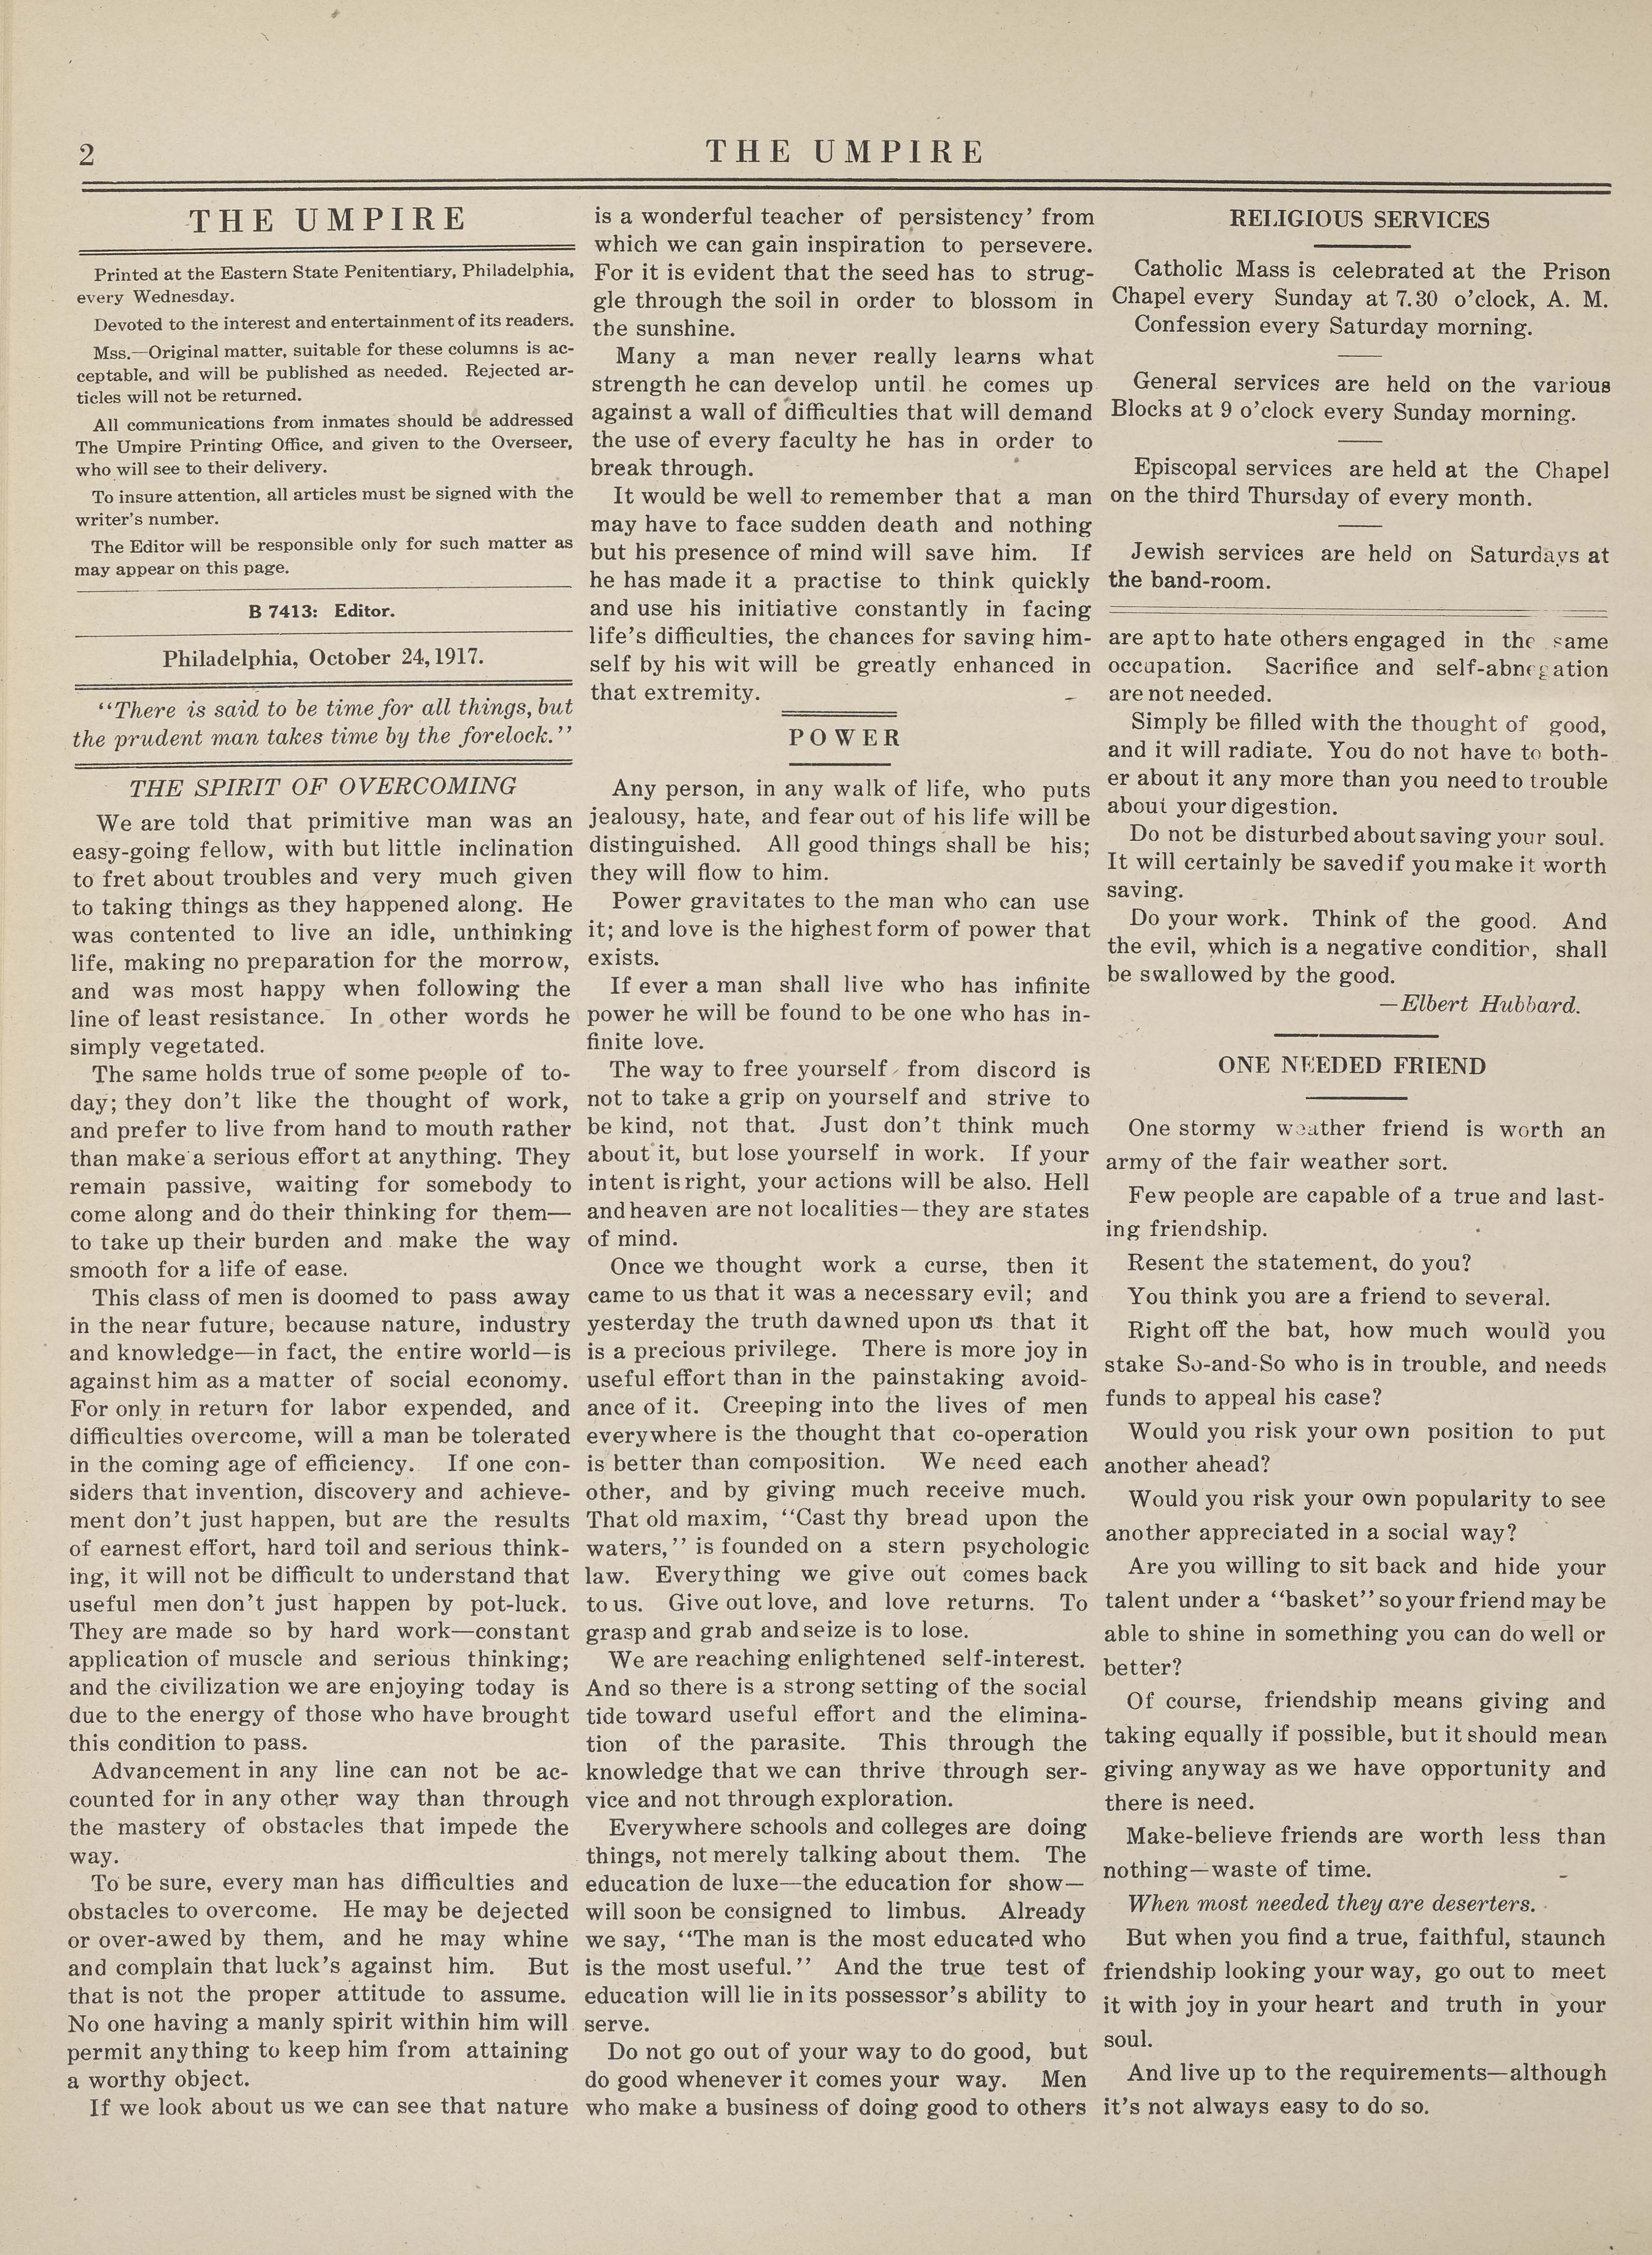 2
THE UMPIRE
THE UMPIRE
Printed at the Eastern State Penitentiary, Philadelphia,
every Wednesday.
Devoted to the interest and entertainment of its readers.
Mss.—Original matter, suitable for these columns is ac-
ceptable, and will be published as needed. Rejected ar-
ticles will not be returned.
All communications from inmates should be addressed
The Umpire Printing Office, and given to the Overseer,
who will see to their delivery.
To insure attention, all articles must be signed with the
writer's number.
The Editor will be responsible only for such matter as
may appear on this page.
B 7413: Editor.
Philadelphia, October 24, 1917.
"There is said to be time for all things, but
the prudent man takes time by the forelock."
THE SPIRIT OF OVERCOMING
We are told that primitive man was an
easy-going fellow, with but little inclination
to fret about troubles and very much given
to taking things as they happened along. He
was contented to live an idle, unthinking
life, making no preparation for the morrow,
and was most happy when following the
line of least resistance. In other words he
simply vegetated.
The same holds true of some people of to-
day; they don't like the thought of work,
and prefer to live from hand to mouth rather
than make a serious effort at anything. They
remain passive, waiting for somebody to
come along and do their thinking for them—
to take up their burden and make the way
smooth for a life of ease.
This class of men is doomed to pass away
in the near future, because nature, industry
and knowledge—in fact, the entire world—is
against him as a matter of social economy.
For only in return for labor expended, and
difficulties overcome, will a man be tolerated
in the coming age of efficiency. If one con-
siders that invention, discovery and achieve-
ment don't just happen, but are the results
of earnest effort, hard toil and serious think-
ing, it will not be difficult to understand that
useful men don't just happen by pot-luck.
They are made so by hard work—constant
application of muscle and serious thinking;
and the civilization we are enjoying today is
due to the energy of those who have brought
this condition to pass.
Advancement in any line can not be ac-
counted for in any other way than through
the mastery of obstacles that impede the
way.
To be sure, every man has difficulties and
obstacles to overcome. He may be dejected
or over-awed by them, and he may whine
and complain that luck's against him. But
that is not the proper attitude to assume.
No one having a manly spirit within him will
permit anything to keep him from attaining
a worthy object.
If we look about us we can see that nature
is a wonderful teacher of persistency' from
which we can gain inspiration to persevere.
For it is evident that the seed has to strug-
gle through the soil in order to blossom in
the sunshine.
Many a man never really learns what
strength he can develop until he comes up
against a wall of difficulties that will demand
the use of every faculty he has in order to
break through.
It would be well to remember that a man
may have to face sudden death and nothing
but his presence of mind will save him. If
he has made it a practise to think quickly
and use his initiative constantly in facing
life's difficulties, the chances for saving him-
self by his wit will be greatly enhanced in
that extremity.
POWER
Any person, in any walk of life, who puts
jealousy, hate, and fear out of his life will be
distinguished. All good things shall be his;
they will flow to him.
Power gravitates to the man who can use
it; and love is the highest form of power that
exists.
If ever a man shall live who has infinite
power he will be found to be one who has in-
finite love.
The way to free yourself from discord is
not to take a grip on yourself and strive to
be kind, not that. Just don't think much
about it, but lose yourself in work. If your
intent is right, your actions will be also. Hell
and heaven are not localities—they are states
of mind.
Once we thought work a curse, then it
came to us that it was a necessary evil; and
yesterday the truth dawned upon us that it
is a precious privilege. There is more joy in
useful effort than in the painstaking avoid-
ance of it. Creeping into the lives of men
everywhere is the thought that co-operation
is better than composition. We need each
other, and by giving much receive much.
That old maxim, "Cast thy bread upon the
waters," is founded on a stern psychologic
law. Everything we give out comes back
to us. Give out love, and love returns. To
grasp and grab and seize is to lose.
We are reaching enlightened self-interest.
And so there is a strong setting of the social
tide toward useful effort and the elimina-
tion of the parasite. This through the
knowledge that we can thrive through ser-
vice and not through exploration.
Everywhere schools and colleges are doing
things, not merely talking about them. The
education de luxe—the education for show—
will soon be consigned to limbus. Already
we say, "The man is the most educated who
is the most useful." And the true test of
education will lie in its possessor's ability to
serve.
Do not go out of your way to do good, but
do good whenever it comes your way. Men
who make a business of doing good to others
RELIGIOUS SERVICES
Catholic Mass is celebrated at the Prison
Chapel every Sunday at 7.30 o'clock, A. M.
Confession every Saturday morning.
General services are held on the various
Blocks at 9 o'clock every Sunday morning.
Episcopal services are held at the Chapel
on the third Thursday of every month.
Jewish services are held on Saturdays at
the band-room.
are apt to hate others engaged in the same
occupation. Sacrifice and self-abnegation
are not needed.
Simply be filled with the thought of good,
and it will radiate. You do not have to both-
er about it any more than you need to trouble
about your digestion.
Do not be disturbed about saving your soul.
It will certainly be saved if you make it worth
saving.
Do your work. Think of the good. And
the evil, which is a negative condition, shall
be swallowed by the good.
—Elbert Hubbard.
ONE NEEDED FRIEND
One stormy weather friend is worth an
army of the fair weather sort.
Few people are capable of a true and last-
ing friendship.
Resent the statement, do you?
You think you are a friend to several.
Right off the bat, how much would you
stake So-and-So who is in trouble, and needs
funds to appeal his case?
Would you risk your own position to put
another ahead?
Would you risk your own popularity to see
another appreciated in a social way?
Are you willing to sit back and hide your
talent under a "basket" so your friend may be
able to shine in something you can do well or
better?
Of course, friendship means giving and
taking equally if possible, but it should mean
giving anyway as we have opportunity and
there is need.
Make-believe friends are worth less than
nothing—waste of time.
When most needed they are deserters.
But when you find a true, faithful, staunch
friendship looking your way, go out to meet
it with joy in your heart and truth in your
soul.
And live up to the requirements—although
it's not always easy to do so.